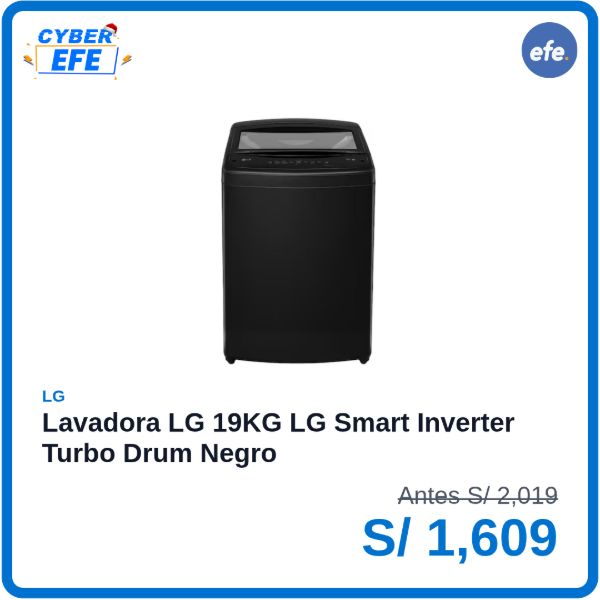 CYBER
EFE
efe.
LG
Lavadora LG 19KG LG Smart Inverter
Turbo Drum Negro
Antes S/ 2,019
S/ 1,609